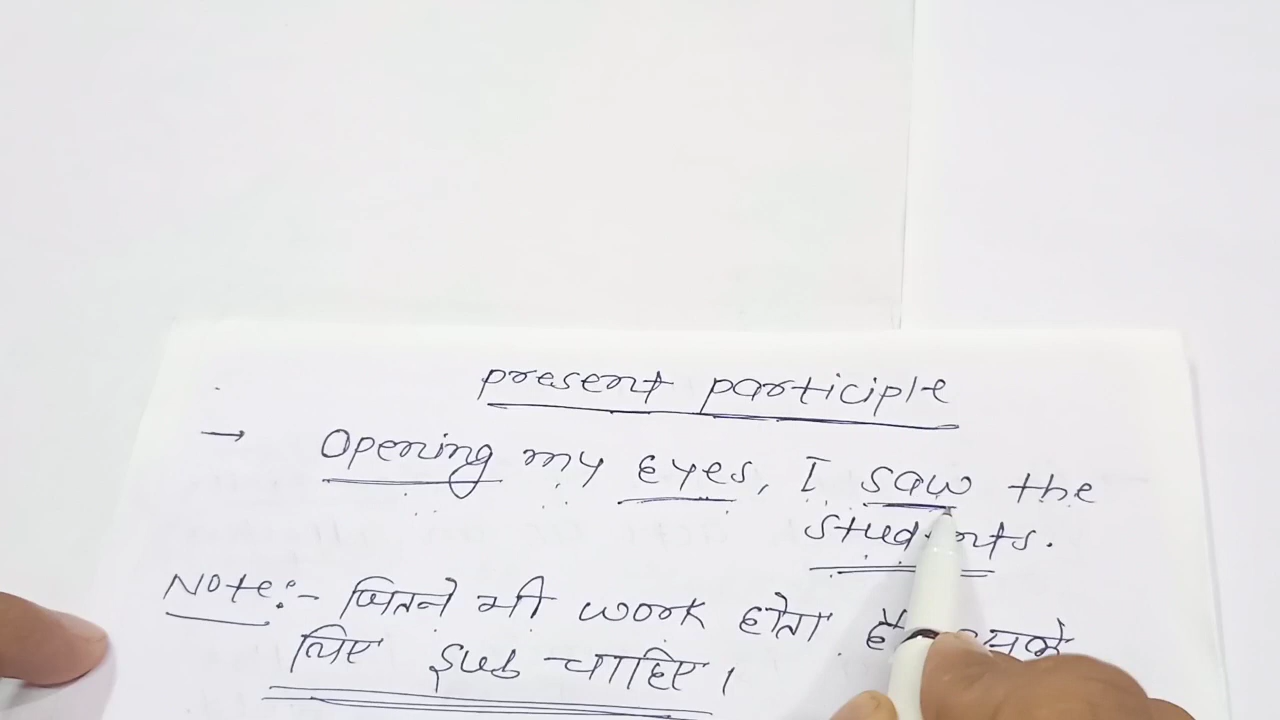 present participle
→ Opening my eyes, I saw the
students.
Note:- जितने भी work होता है
लिए sub चाहिए।